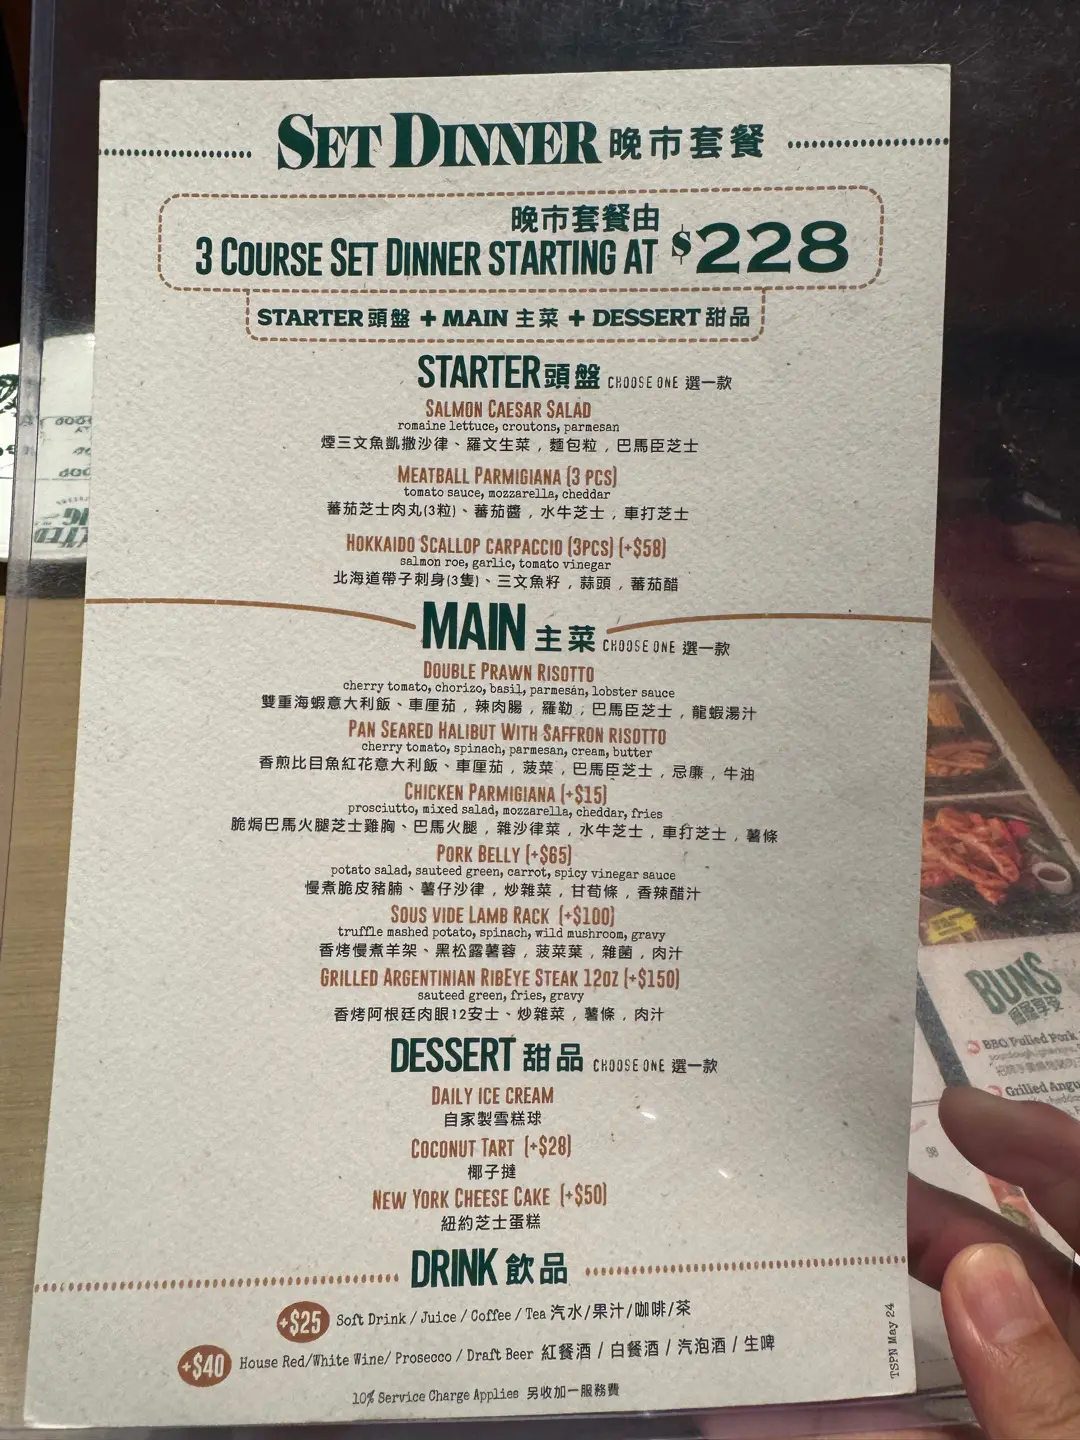 SET DINNER 晚市套餐
晚市套餐由
3 COURSE SET DINNER STARTING AT $228
STARTER 頭盤 + MAIN 主菜 + DESSERT 甜品
STARTER 頭盤 CHOOSE ONE 選一款
SALMON CAESAR SALAD
romaine lettuce, croutons, parmesan
煙三文魚凱撒沙律、羅文生菜，麵包粒，巴馬臣芝士
MEATBALL PARMIGIANA (3 PCS)
tomato sauce, mozzarella, cheddar
蕃茄芝士肉丸(3粒)、蕃茄醬，水牛芝士，車打芝士
HOKKAIDO SCALLOP CARPACCIO (3PCS) (+$58)
salmon roe, garlic, tomato vinegar
北海道帶子刺身(3隻)、三文魚籽，蒜頭，蕃茄醋
MAIN 主菜 CHOOSE ONE 選一款
DOUBLE PRAWN RISOTTO
cherry tomato, chorizo, basil, parmesan, lobster sauce
雙重海蝦意大利飯、車厘茄，辣肉腸，羅勒，巴馬臣芝士，龍蝦湯汁
PAN SEARED HALIBUT WITH SAFFRON RISOTTO
cherry tomato, spinach, parmesan, cream, butter
香煎比目魚紅花意大利飯、車厘茄，菠菜，巴馬臣芝士，忌廉，牛油
CHICKEN PARMIGIANA (+$15)
prosciutto, mixed salad, mozzarella, cheddar, fries
脆焗巴馬火腿芝士雞胸、巴馬火腿，雜沙律菜，水牛芝士，車打芝士，薯條
PORK BELLY (+$65)
potato salad, sauteed green, carrot, spicy vinegar sauce
慢煮脆皮豬腩、薯仔沙律，炒雜菜，甘荀條，香辣醋汁
SOUS VIDE LAMB RACK (+$100)
truffle mashed potato, spinach, wild mushroom, gravy
香烤慢煮羊架、黑松露薯蓉，菠菜葉，雜菌，肉汁
GRILLED ARGENTINIAN RIBEYE STEAK 12OZ (+$150)
sauteed green, fries, gravy
香烤阿根廷肉眼12安士、炒雜菜，薯條，肉汁
DESSERT 甜品 CHOOSE ONE 選一款
DAILY ICE CREAM
自家製雪糕球
COCONUT TART (+$28)
椰子撻
NEW YORK CHEESE CAKE (+$50)
紐約芝士蛋糕
DRINK 飲品
+$25 Soft Drink / Juice / Coffee / Tea 汽水/果汁/咖啡/茶
+$40 House Red/White Wine/ Prosecco / Draft Beer 紅餐酒 / 白餐酒 / 汽泡酒 / 生啤
10% Service Charge Applies 另收加一服務費
TSPN May 24
BUNS
BBQ Pulled Pork
Grilled Angu
98